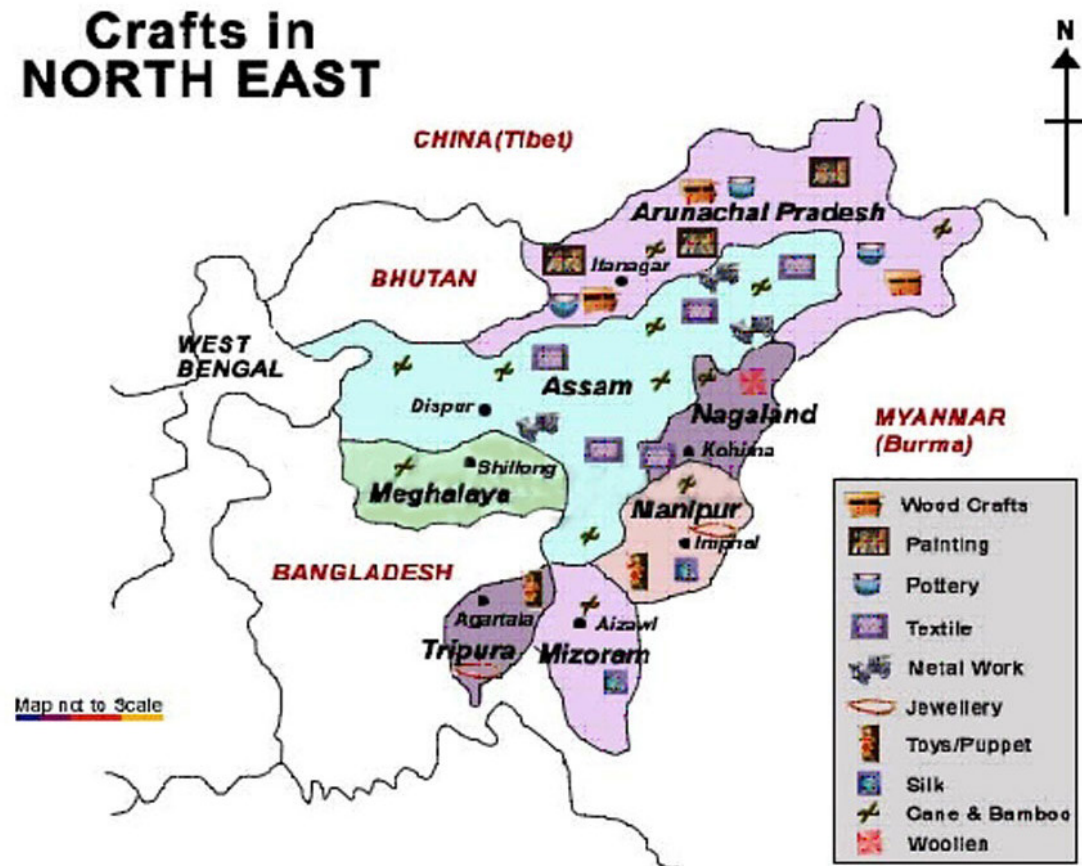 Crafts in
NORTH EAST
N
CHINA(Tibet)
Arunachal Pradesh
Itanagar
BHUTAN
WEST
BENGAL
Assam
Dispur
Nagaland
Kohima
MYANMAR
(Burma)
Shillong
Meghalaya
Manipur
Imphal
BANGLADESH
Agartala
Tripura
Aizawl
Mizoram
Map not to Scale
Wood Crafts
Painting
Pottery
Textile
Metal Work
Jewellery
Toys/Puppet
Silk
Cane & Bamboo
Woollen